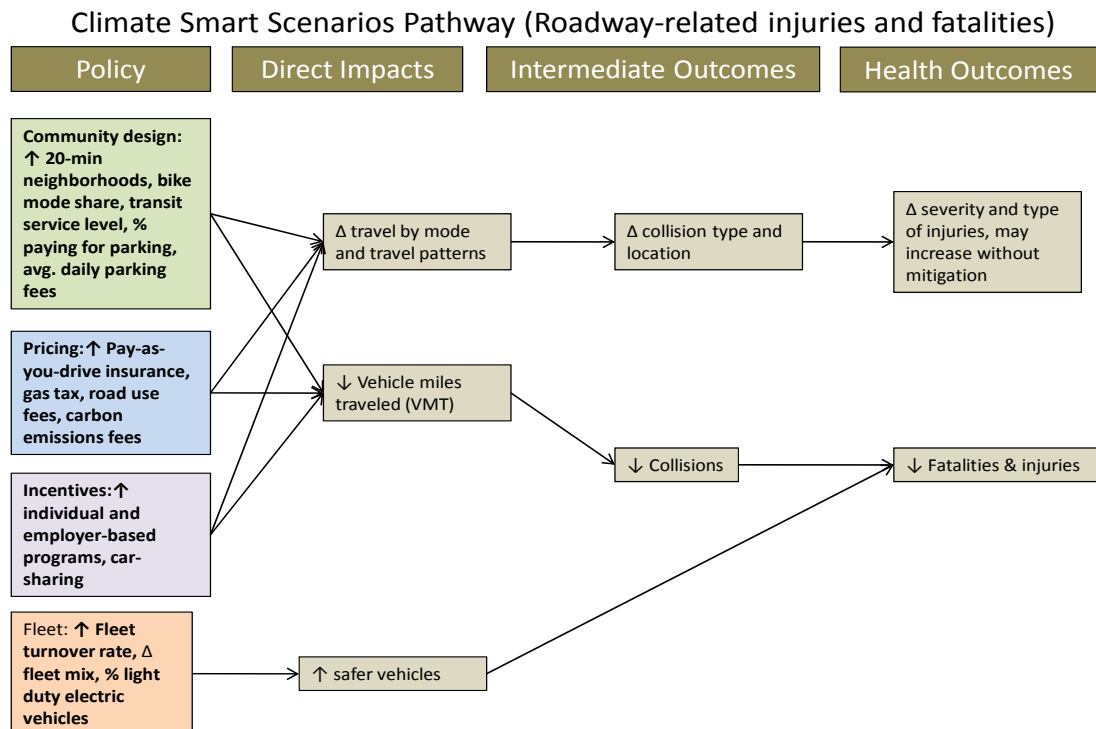 Climate Smart Scenarios Pathway (Roadway-related injuries and fatalities)
Policy
Direct Impacts
Intermediate Outcomes
Health Outcomes
Community design:
↑ 20-min
neighborhoods, bike
mode share, transit
service level, %
paying for parking,
avg. daily parking
fees
Δ travel by mode
and travel patterns
Δ collision type and
location
Δ severity and type
of injuries, may
increase without
mitigation
Pricing:↑ Pay-as-
you-drive insurance,
gas tax, road use
fees, carbon
emissions fees
↓ Vehicle miles
traveled (VMT)
↓ Collisions
↓ Fatalities & injuries
Incentives:↑
individual and
employer-based
programs, car-
sharing
Fleet: ↑ Fleet
turnover rate, Δ
fleet mix, % light
duty electric
vehicles
↑ safer vehicles